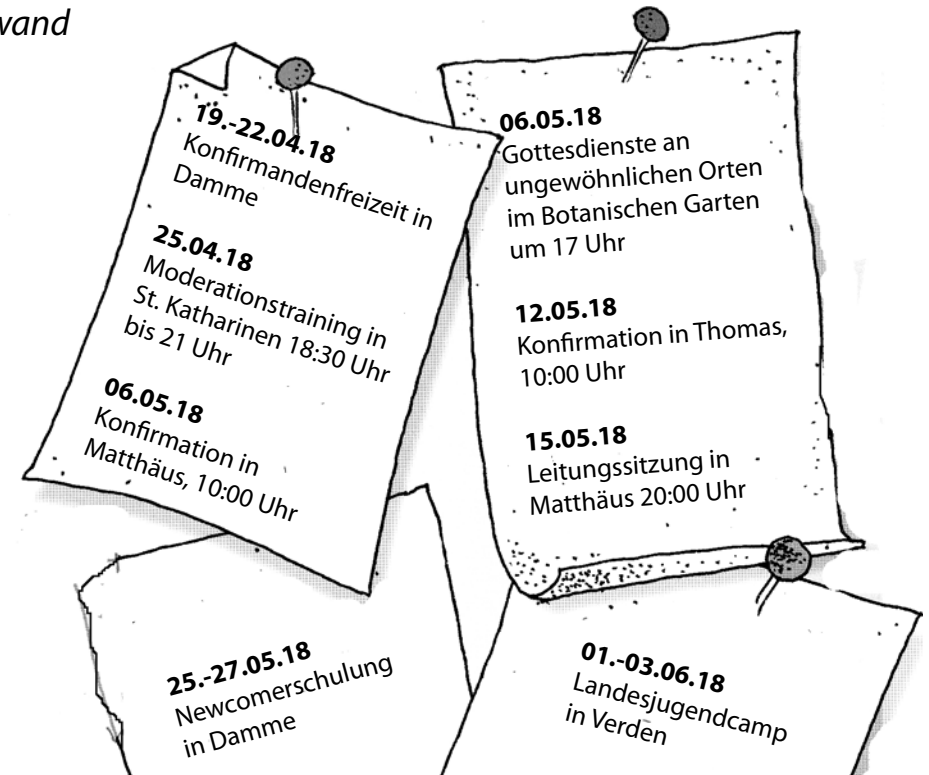 wand
19.-22.04.18
Konfirmandenfreizeit in
Damme
25.04.18
Moderationstraining in
St. Katharinen 18:30 Uhr
bis 21 Uhr
06.05.18
Konfirmation in
Matthäus, 10:00 Uhr
06.05.18
Gottesdienste an
ungewöhnlichen Orten
im Botanischen Garten
um 17 Uhr
12.05.18
Konfirmation in Thomas,
10:00 Uhr
15.05.18
Leitungssitzung in
Matthäus 20:00 Uhr
25.-27.05.18
Newcomerschulung
in Damme
01.-03.06.18
Landesjugendcamp
in Verden